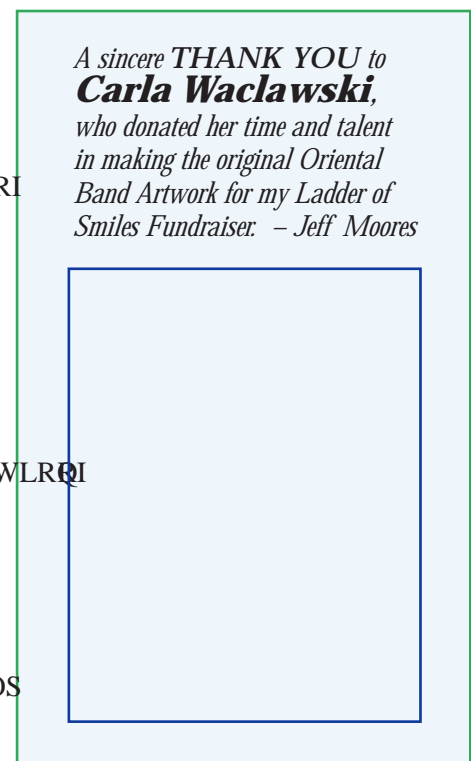 A sincere THANK YOU to
Carla Waclawski,
who donated her time and talent
in making the original Oriental
Band Artwork for my Ladder of
Smiles Fundraiser. – Jeff Moores
RI